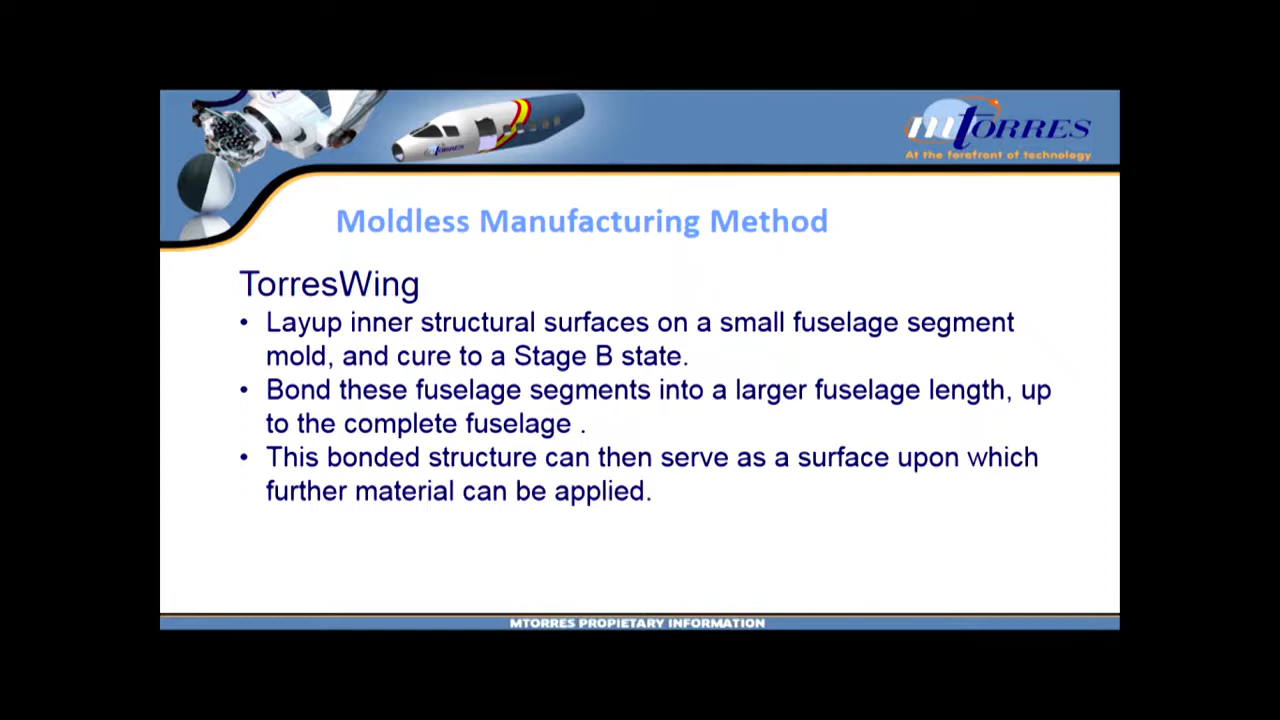 mTORRES
At the forefront of technology
TORRES
Moldless Manufacturing Method
TorresWing
• Layup inner structural surfaces on a small fuselage segment
mold, and cure to a Stage B state.
• Bond these fuselage segments into a larger fuselage length, up
to the complete fuselage .
• This bonded structure can then serve as a surface upon which
further material can be applied.
MTORRES PROPIETARY INFORMATION